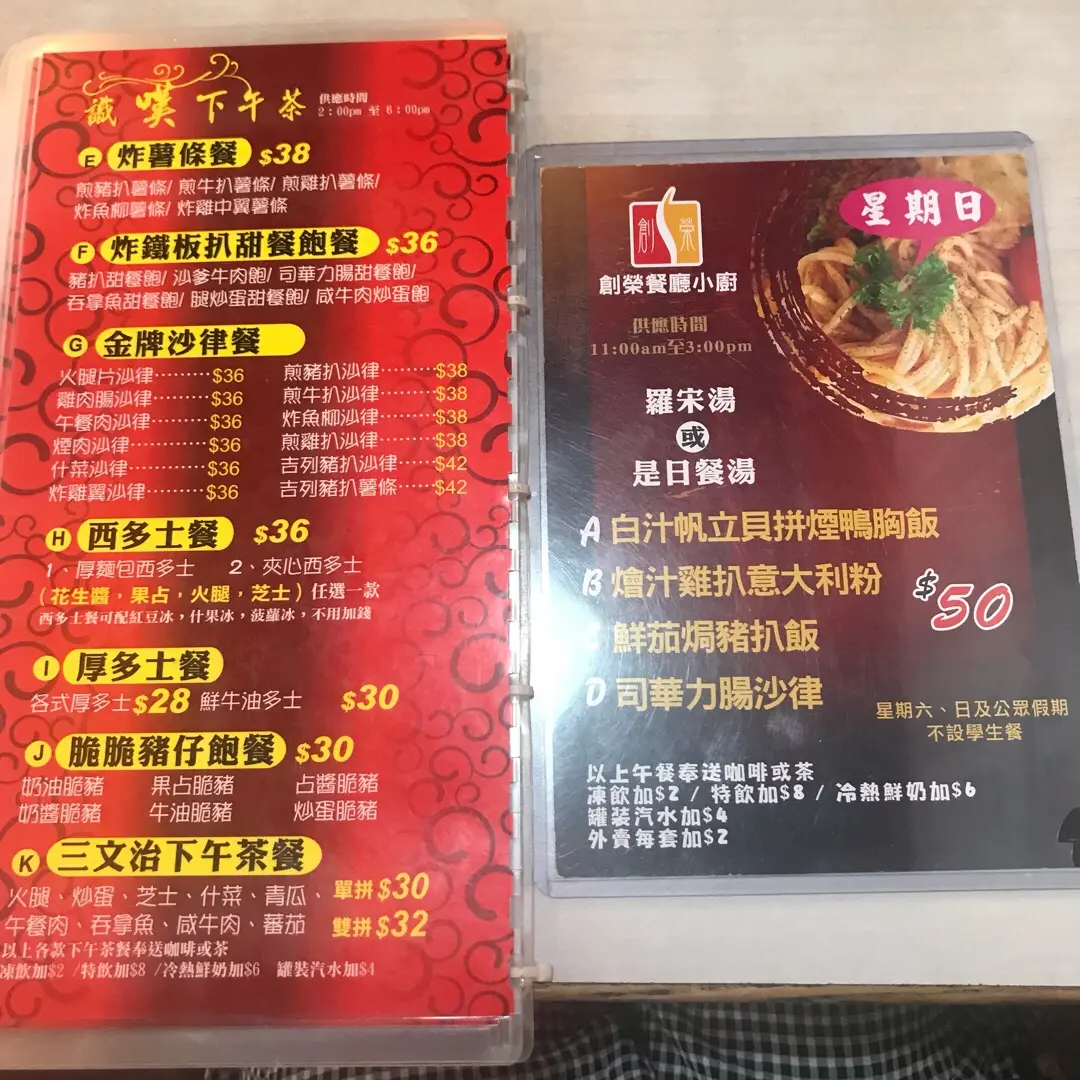 識嘆下午茶 供應時間
2:00pm 至 6:00pm
E 炸薯條餐 $38
煎豬扒薯條/ 煎牛扒薯條/ 煎雞扒薯條/
炸魚柳薯條/ 炸雞中翼薯條
F 炸鐵板扒甜餐飽餐 $36
豬扒甜餐飽/ 沙爹牛肉飽/ 司華力腸甜餐飽/
吞拿魚甜餐飽/ 腿炒蛋甜餐飽/ 咸牛肉炒蛋飽
G 金牌沙律餐
火腿片沙律·········$36
雞肉腸沙律·········$36
午餐肉沙律·········$36
煙肉沙律············$36
什菜沙律············$36
炸雞翼沙律·········$36
煎豬扒沙律·········$38
煎牛扒沙律·········$38
炸魚柳沙律·········$38
煎雞扒沙律·········$38
吉列豬扒沙律······$42
吉列豬扒薯條······$42
H 西多士餐 $36
1、厚麵包西多士 2、夾心西多士
(花生醬,果占,火腿,芝士) 任選一款
西多士餐可配紅豆冰,什果冰,菠蘿冰,不用加錢
I 厚多士餐
各式厚多士 $28 鮮牛油多士 $30
J 脆脆豬仔飽餐 $30
奶油脆豬 果占脆豬 占醬脆豬
奶醬脆豬 牛油脆豬 炒蛋脆豬
K 三文治下午茶餐
火腿、炒蛋、芝士、什菜、青瓜、 單拼 $30
午餐肉、吞拿魚、咸牛肉、蕃茄 雙拼 $32
以上各款下午茶餐奉送咖啡或茶
凍飲加$2 /特飲加$8 /冷熱鮮奶加$6 罐裝汽水加$4
星期日
創榮
創榮餐廳小廚
供應時間
11:00am至3:00pm
羅宋湯
或
是日餐湯
A 白汁帆立貝拼煙鴨胸飯
B 燴汁雞扒意大利粉
C 鮮茄焗豬扒飯
D 司華力腸沙律
$50
星期六、日及公眾假期
不設學生餐
以上午餐奉送咖啡或茶
凍飲加$2 / 特飲加$8 / 冷熱鮮奶加$6
罐裝汽水加$4
外賣每套加$2